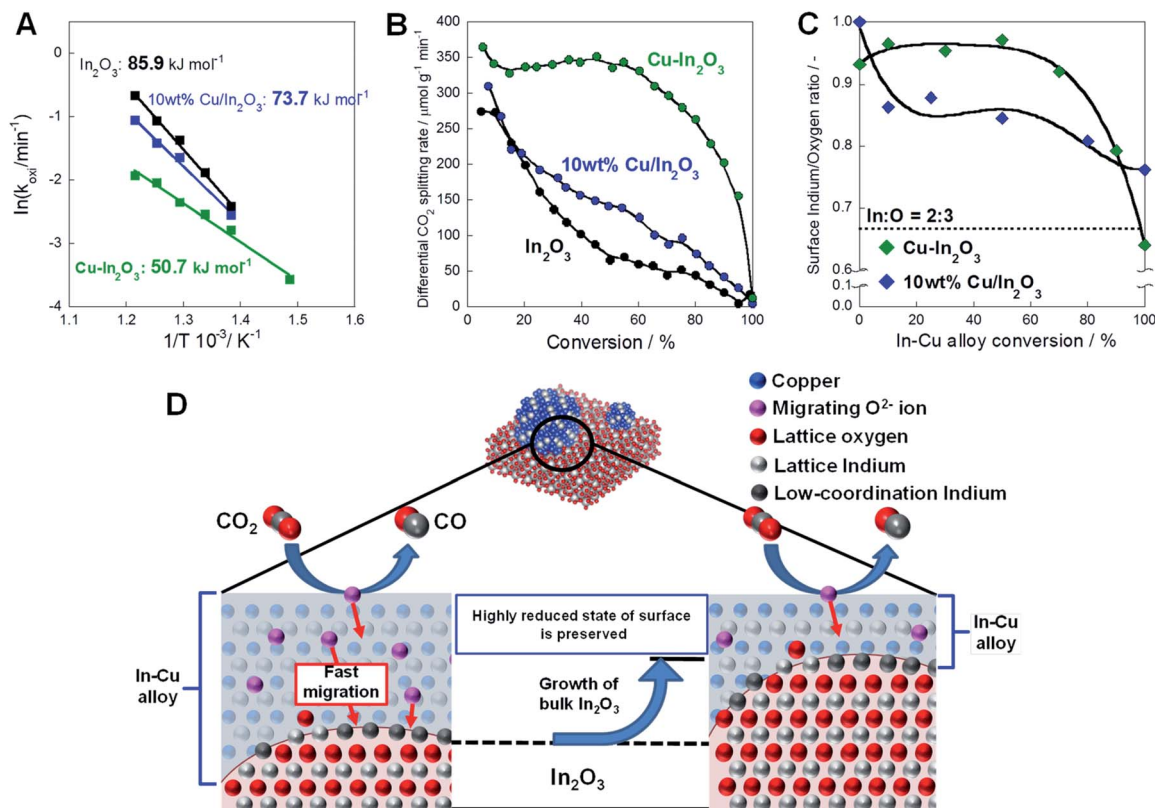 A
0
-1
-2
-3
-4
1.1
1.2
1.3
1.4
1.5
1.6
ln(k_oxi/min⁻¹)
1/T 10⁻³/ K⁻¹
In₂O₃: 85.9 kJ mol⁻¹
10wt% Cu/In₂O₃: 73.7 kJ mol⁻¹
Cu-In₂O₃: 50.7 kJ mol⁻¹
B
400
350
300
250
200
150
100
50
0
0
20
40
60
80
100
Differential CO₂ splitting rate / μmol g⁻¹ min⁻¹
Conversion / %
Cu-In₂O₃
10wt% Cu/In₂O₃
In₂O₃
C
1.0
0.9
0.8
0.7
0.6
0.1
0.0
0
20
40
60
80
100
Surface Indium/Oxygen ratio / -
In-Cu alloy conversion / %
In:O = 2:3
Cu-In₂O₃
10wt% Cu/In₂O₃
D
Copper
Migrating O²⁻ ion
Lattice oxygen
Lattice Indium
Low-coordination Indium
CO₂
CO
In-Cu
alloy
Fast
migration
Highly reduced state of surface
is preserved
Growth of
bulk In₂O₃
In₂O₃
In-Cu
alloy